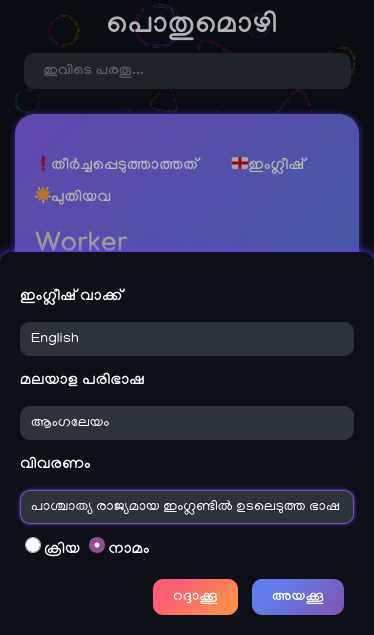 പൊതുമൊഴി
ഇവിടെ പരതൂ...
❗തീർച്ചപ്പെടുത്താത്തത് ഇംഗ്ലീഷ്
പുതിയവ
Worker
ഇംഗ്ലീഷ് വാക്ക്
English
മലയാള പരിഭാഷ
ആംഗലേയം
വിവരണം
പാശ്ചാത്യ രാജ്യമായ ഇംഗ്ലണ്ടിൽ ഉടലെടുത്ത ഭാഷ
ക്രിയ നാമം
റദ്ദാക്കൂ അയക്കൂ